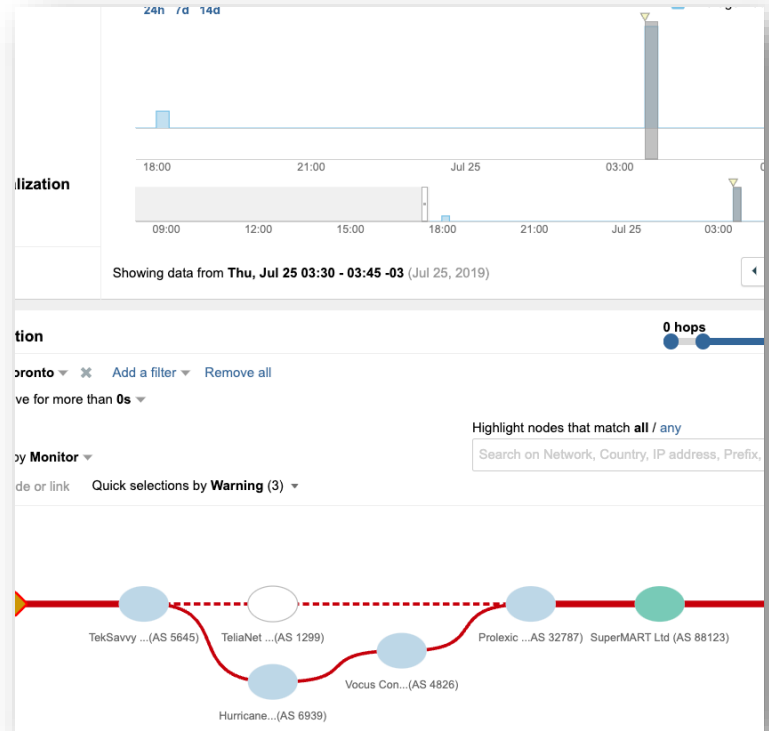 24h 7d 14d
18:00 21:00 Jul 25 03:00
lization
09:00 12:00 15:00 18:00 21:00 Jul 25 03:00
Showing data from Thu, Jul 25 03:30 - 03:45 -03 (Jul 25, 2019)
0 hops
tion
oronto Add a filter Remove all
ve for more than 0s
Highlight nodes that match all / any
by Monitor
Search on Network, Country, IP address, Prefix,
de or link Quick selections by Warning (3)
TekSavvy ...(AS 5645) TeliaNet ...(AS 1299) Prolexic ...AS 32787) SuperMART Ltd (AS 88123)
Vocus Con...(AS 4826)
Hurricane...(AS 6939)